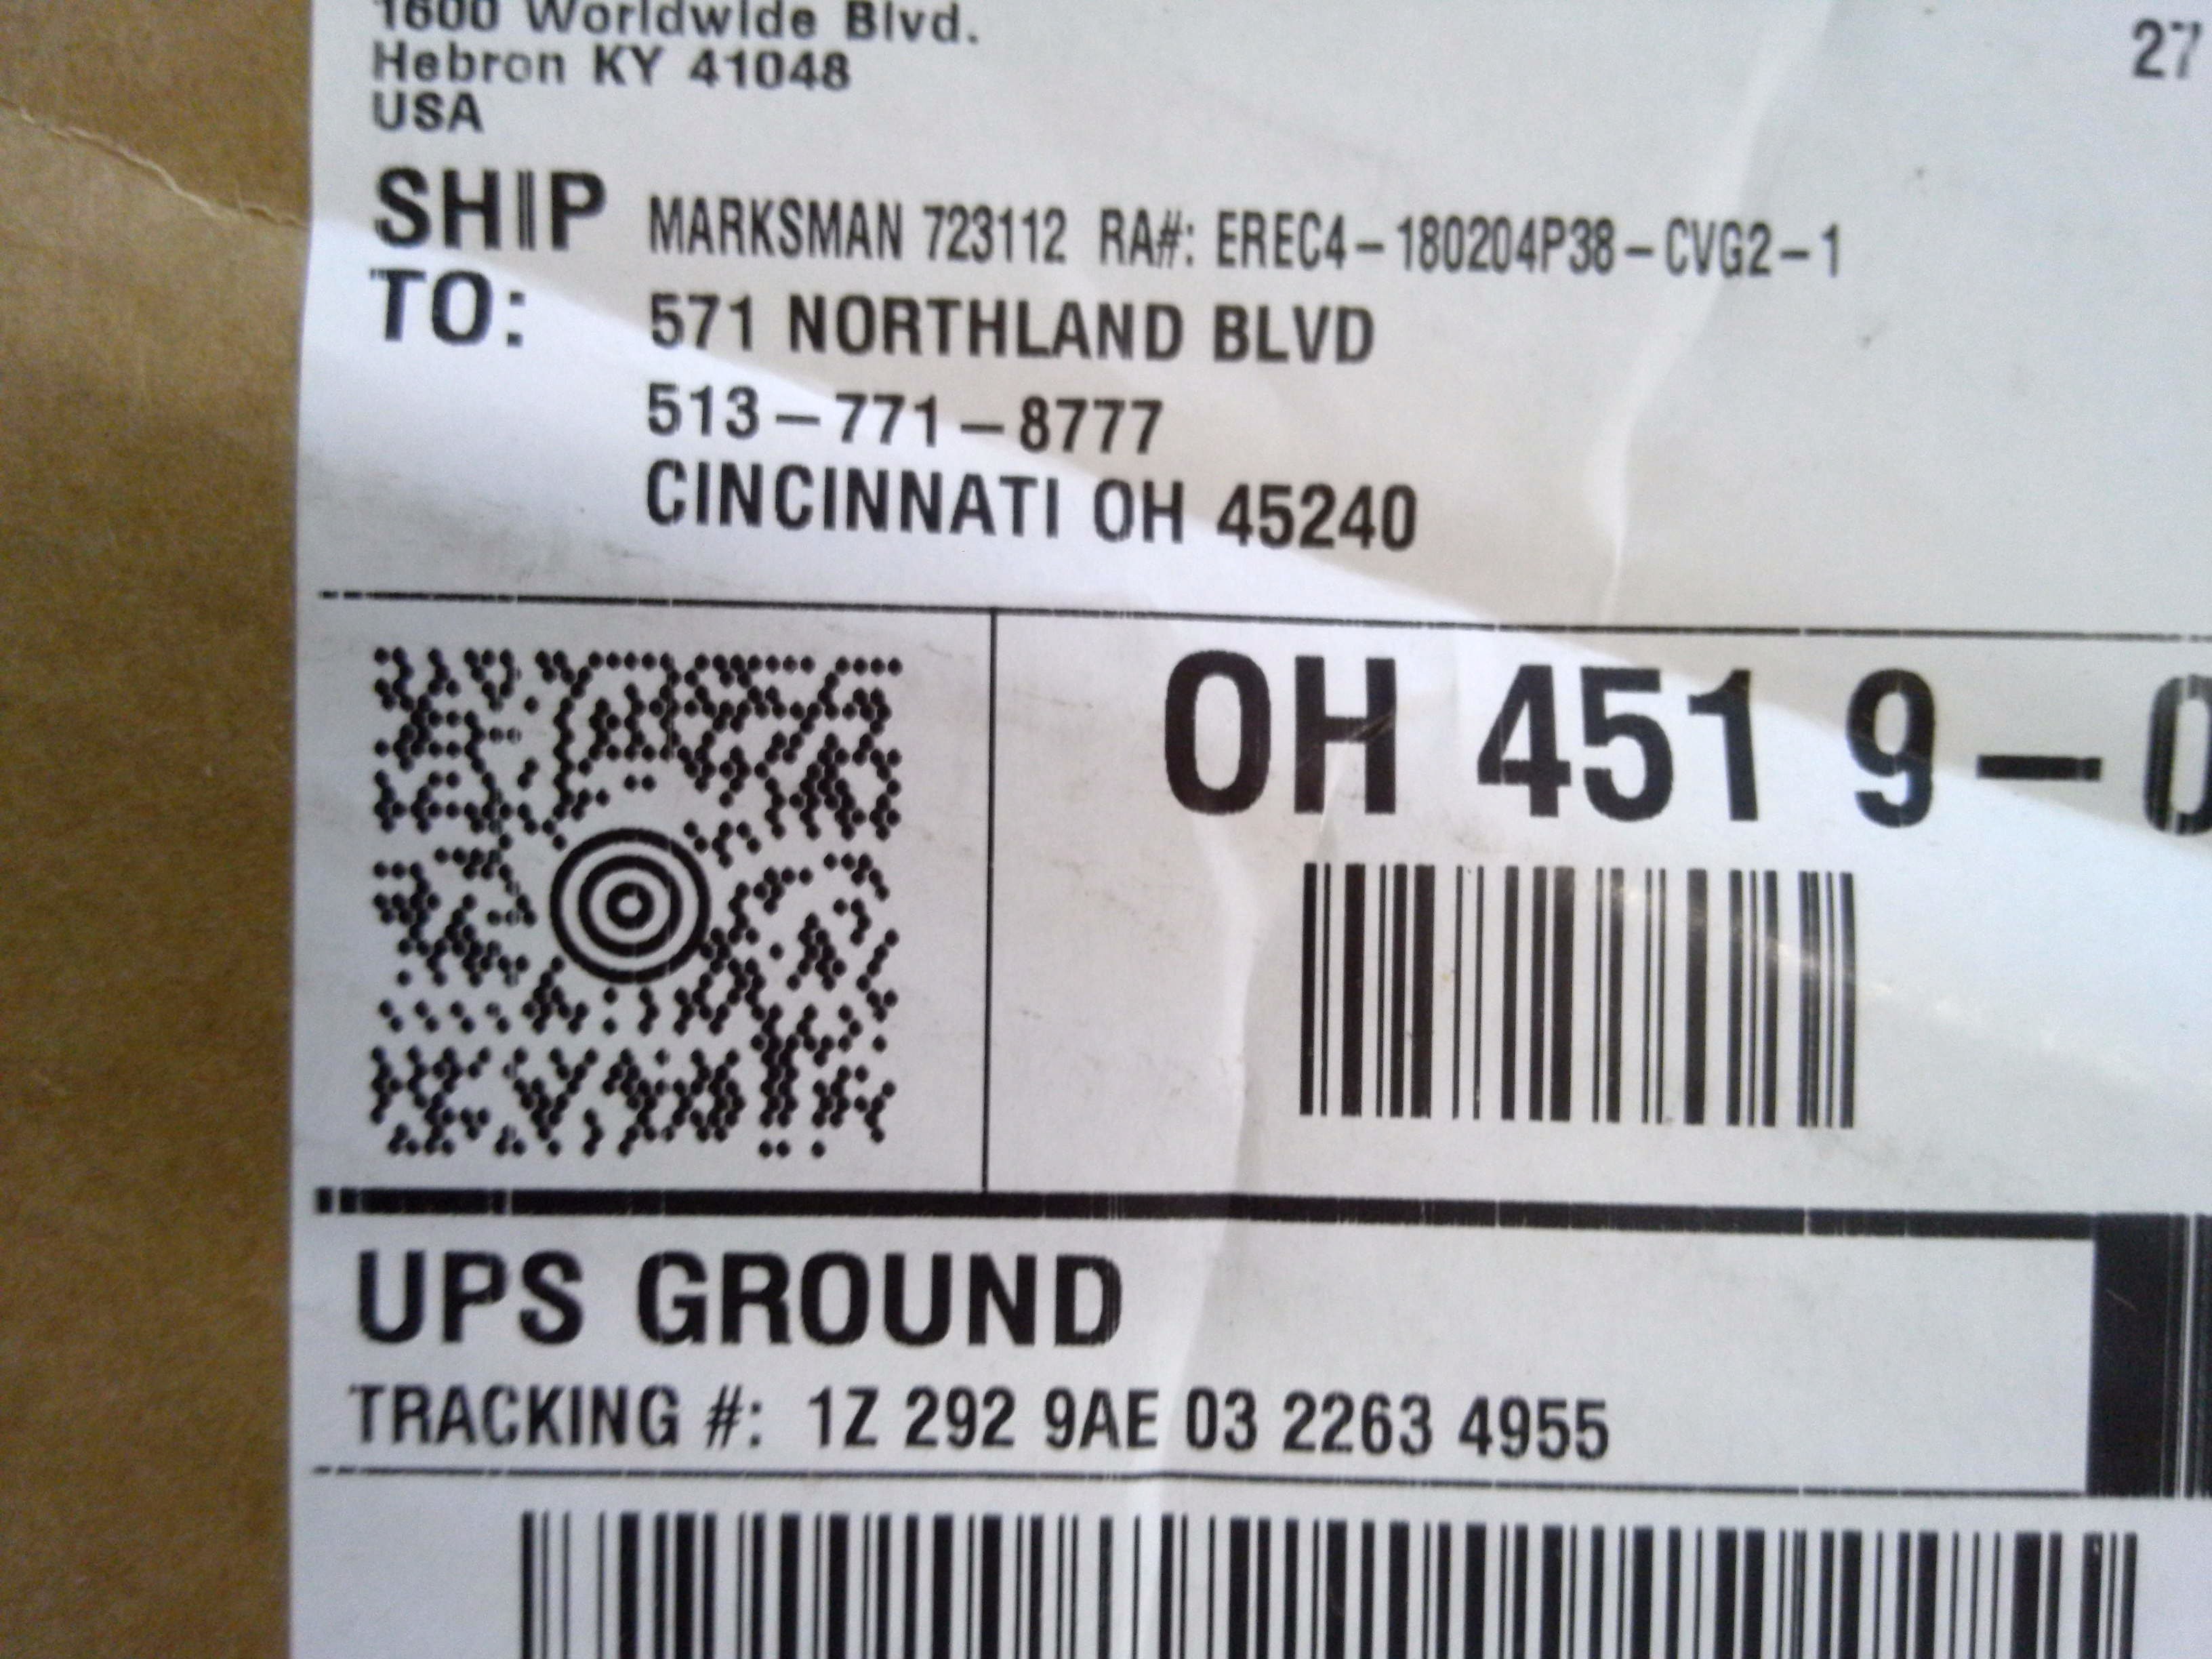 1600 Worldwide Blvd.
Hebron KY 41048
USA
27
SHIP TO:
MARKSMAN 723112 RA#: EREC4-180204P38-CVG2-1
571 NORTHLAND BLVD
513-771-8777
CINCINNATI OH 45240
OH 451 9-0
UPS GROUND
TRACKING #: 1Z 292 9AE 03 2263 4955